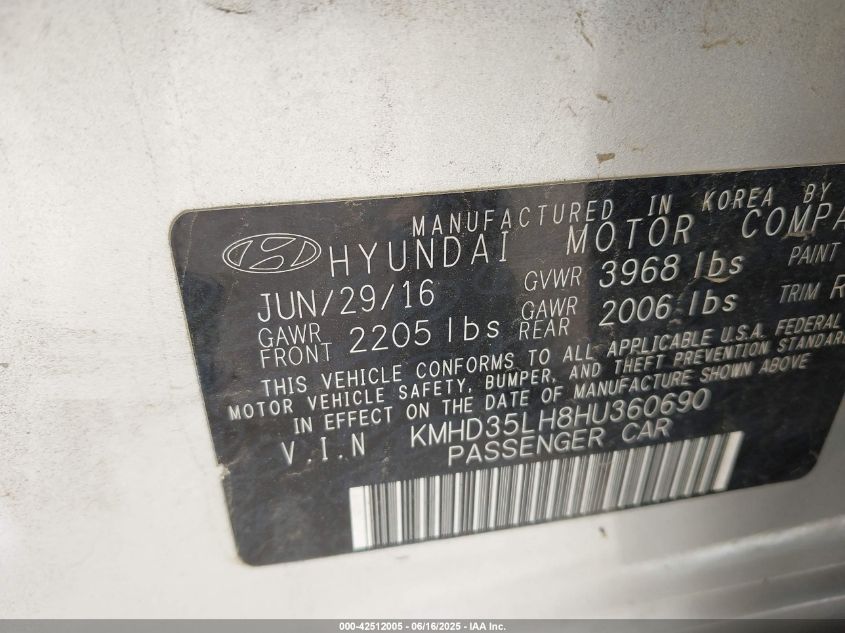 MANUFACTURED IN KOREA BY
HYUNDAI MOTOR COMPA
JUN/29/16 GVWR 3968 lbs PAINT
GAWR FRONT 2205 lbs GAWR REAR 2006 lbs TRIM R
THIS VEHICLE CONFORMS TO ALL APPLICABLE U.S.A. FEDERAL
MOTOR VEHICLE SAFETY, BUMPER, AND THEFT PREVENTION STANDARD
IN EFFECT ON THE DATE OF MANUFACTURE SHOWN ABOVE
V.I.N KMHD35LH8HU360690
PASSENGER CAR
000-42512005 - 06/16/2025 - IAA Inc.